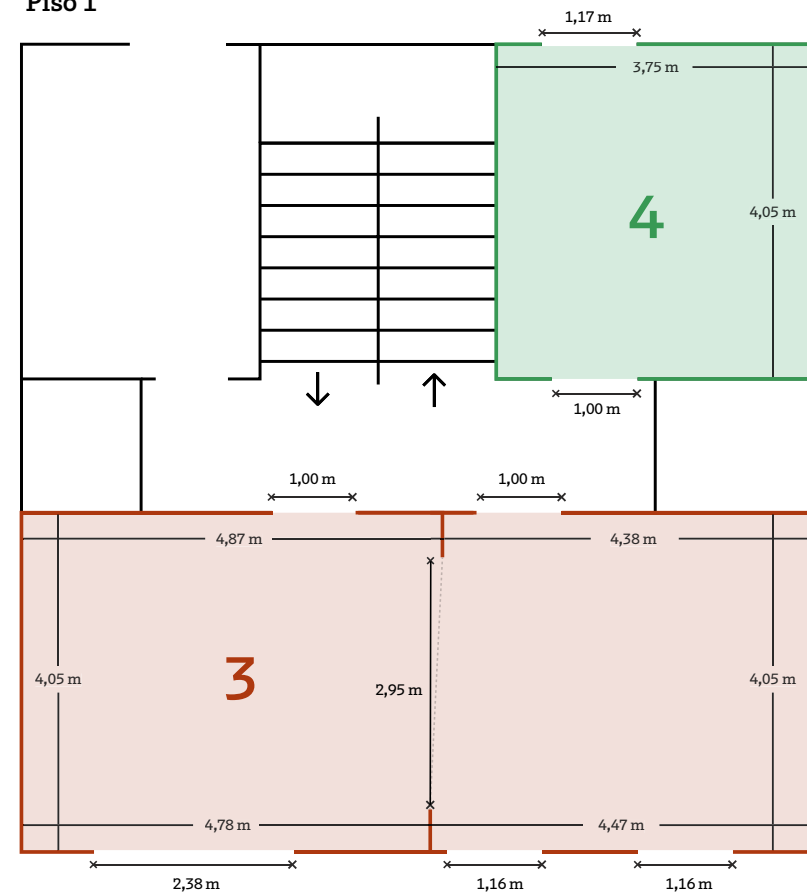 Piso 1
1,17 m
3,75 m
4
4,05 m
1,00 m
1,00 m
1,00 m
4,87 m
4,38 m
4,05 m
3
2,95 m
4,05 m
4,78 m
4,47 m
2,38 m
1,16 m
1,16 m